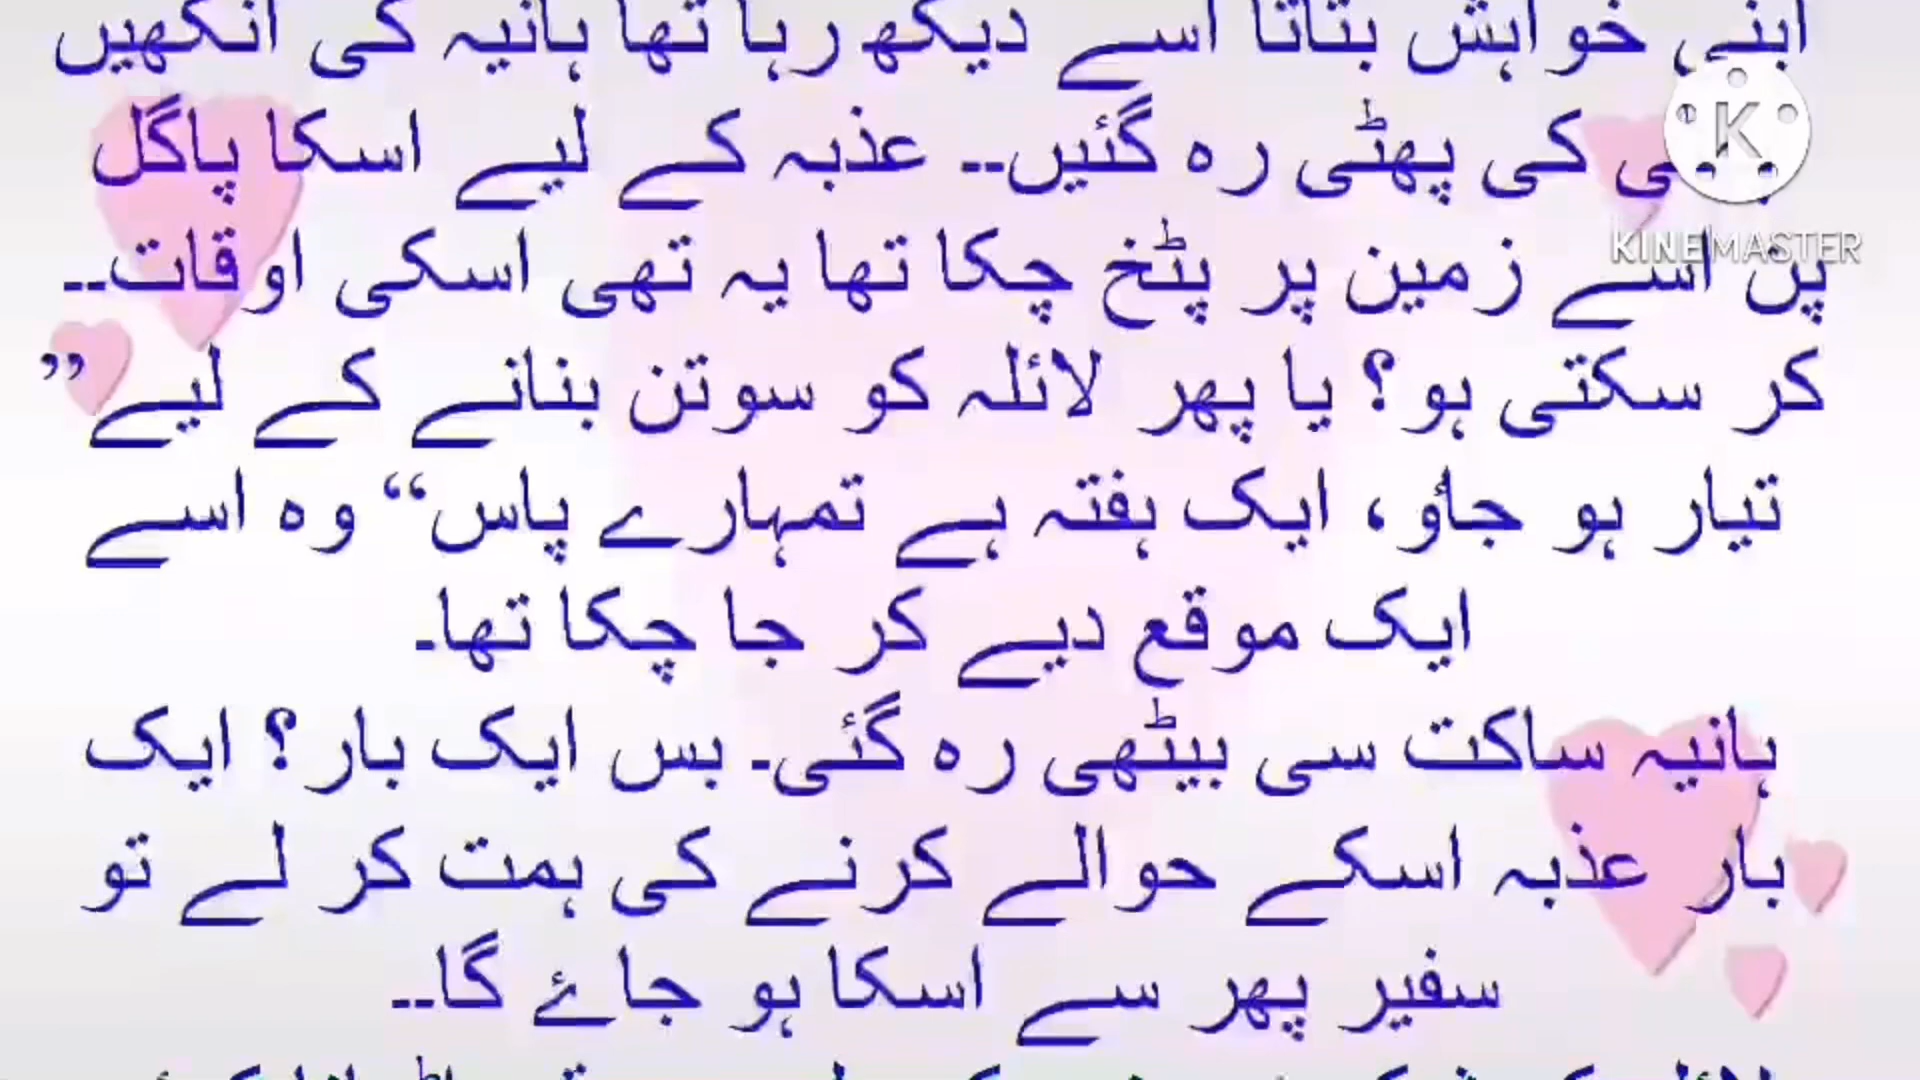 اپنی خواہش بتاتا اسے دیکھ رہا تھا ہانیہ کی آنکھیں
کی پھٹی رہ گئیں۔۔ عذبہ کے لیے اسکا پاگل
پن اسے زمین پر پٹخ چکا تھا یہ تھی اسکی اوقات۔۔
کر سکتی ہو؟ یا پھر لائلہ کو سوتن بنانے کے لیے”
تیار ہو جاؤ، ایک ہفتہ ہے تمہارے پاس“ وہ اسے
ایک موقع دیے کر جا چکا تھا۔
ہانیہ ساکت سی بیٹھی رہ گئی۔ بس ایک بار؟ ایک
بار عذبہ اسکے حوالے کرنے کی ہمت کر لے تو
سفیر پھر سے اسکا ہو جائے گا۔۔
K
KINEMASTER